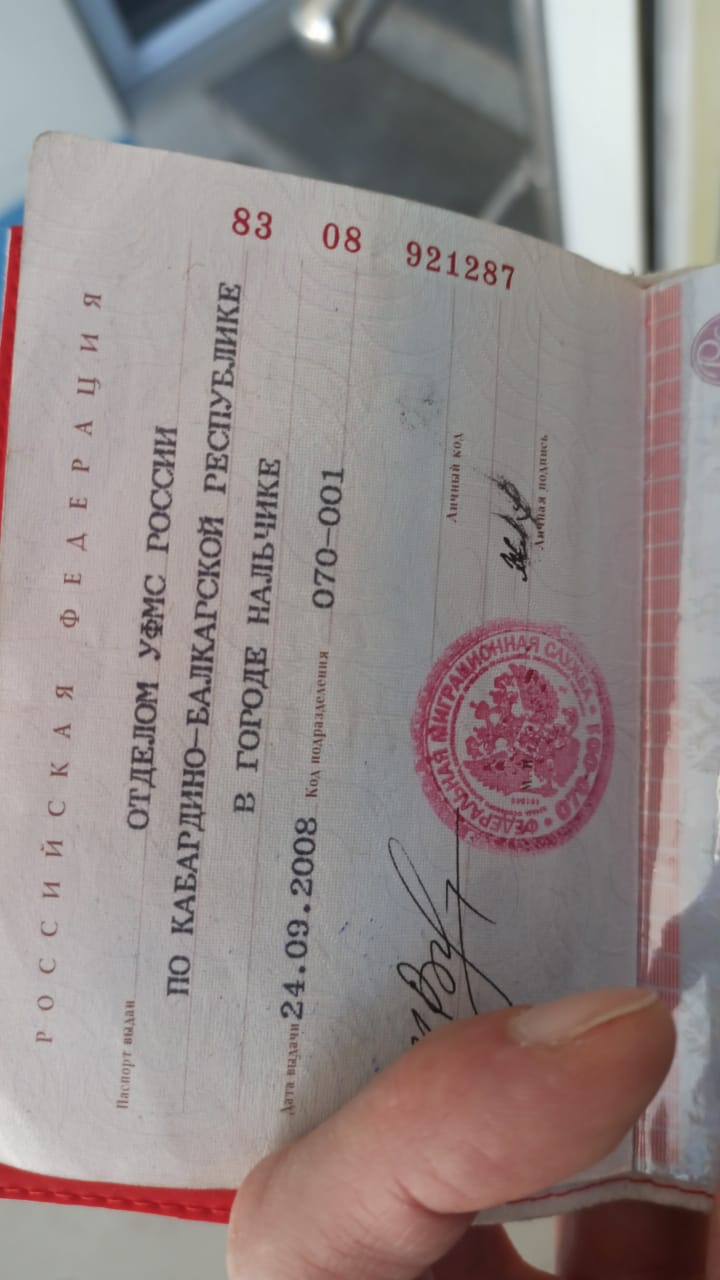 РОССИЙСКАЯ ФЕДЕРАЦИЯ
Паспорт выдан ОТДЕЛОМ УФМС РОССИИ
ПО КАБАРДИНО-БАЛКАРСКОЙ РЕСПУБЛИКЕ
В ГОРОДЕ НАЛЬЧИКЕ
Дата выдачи 24.09.2008 Код подразделения 070-001
83 08 921287
Личный код
Личная подпись
ФЕДЕРАЛЬНАЯ МИГРАЦИОННАЯ СЛУЖБА
070-001